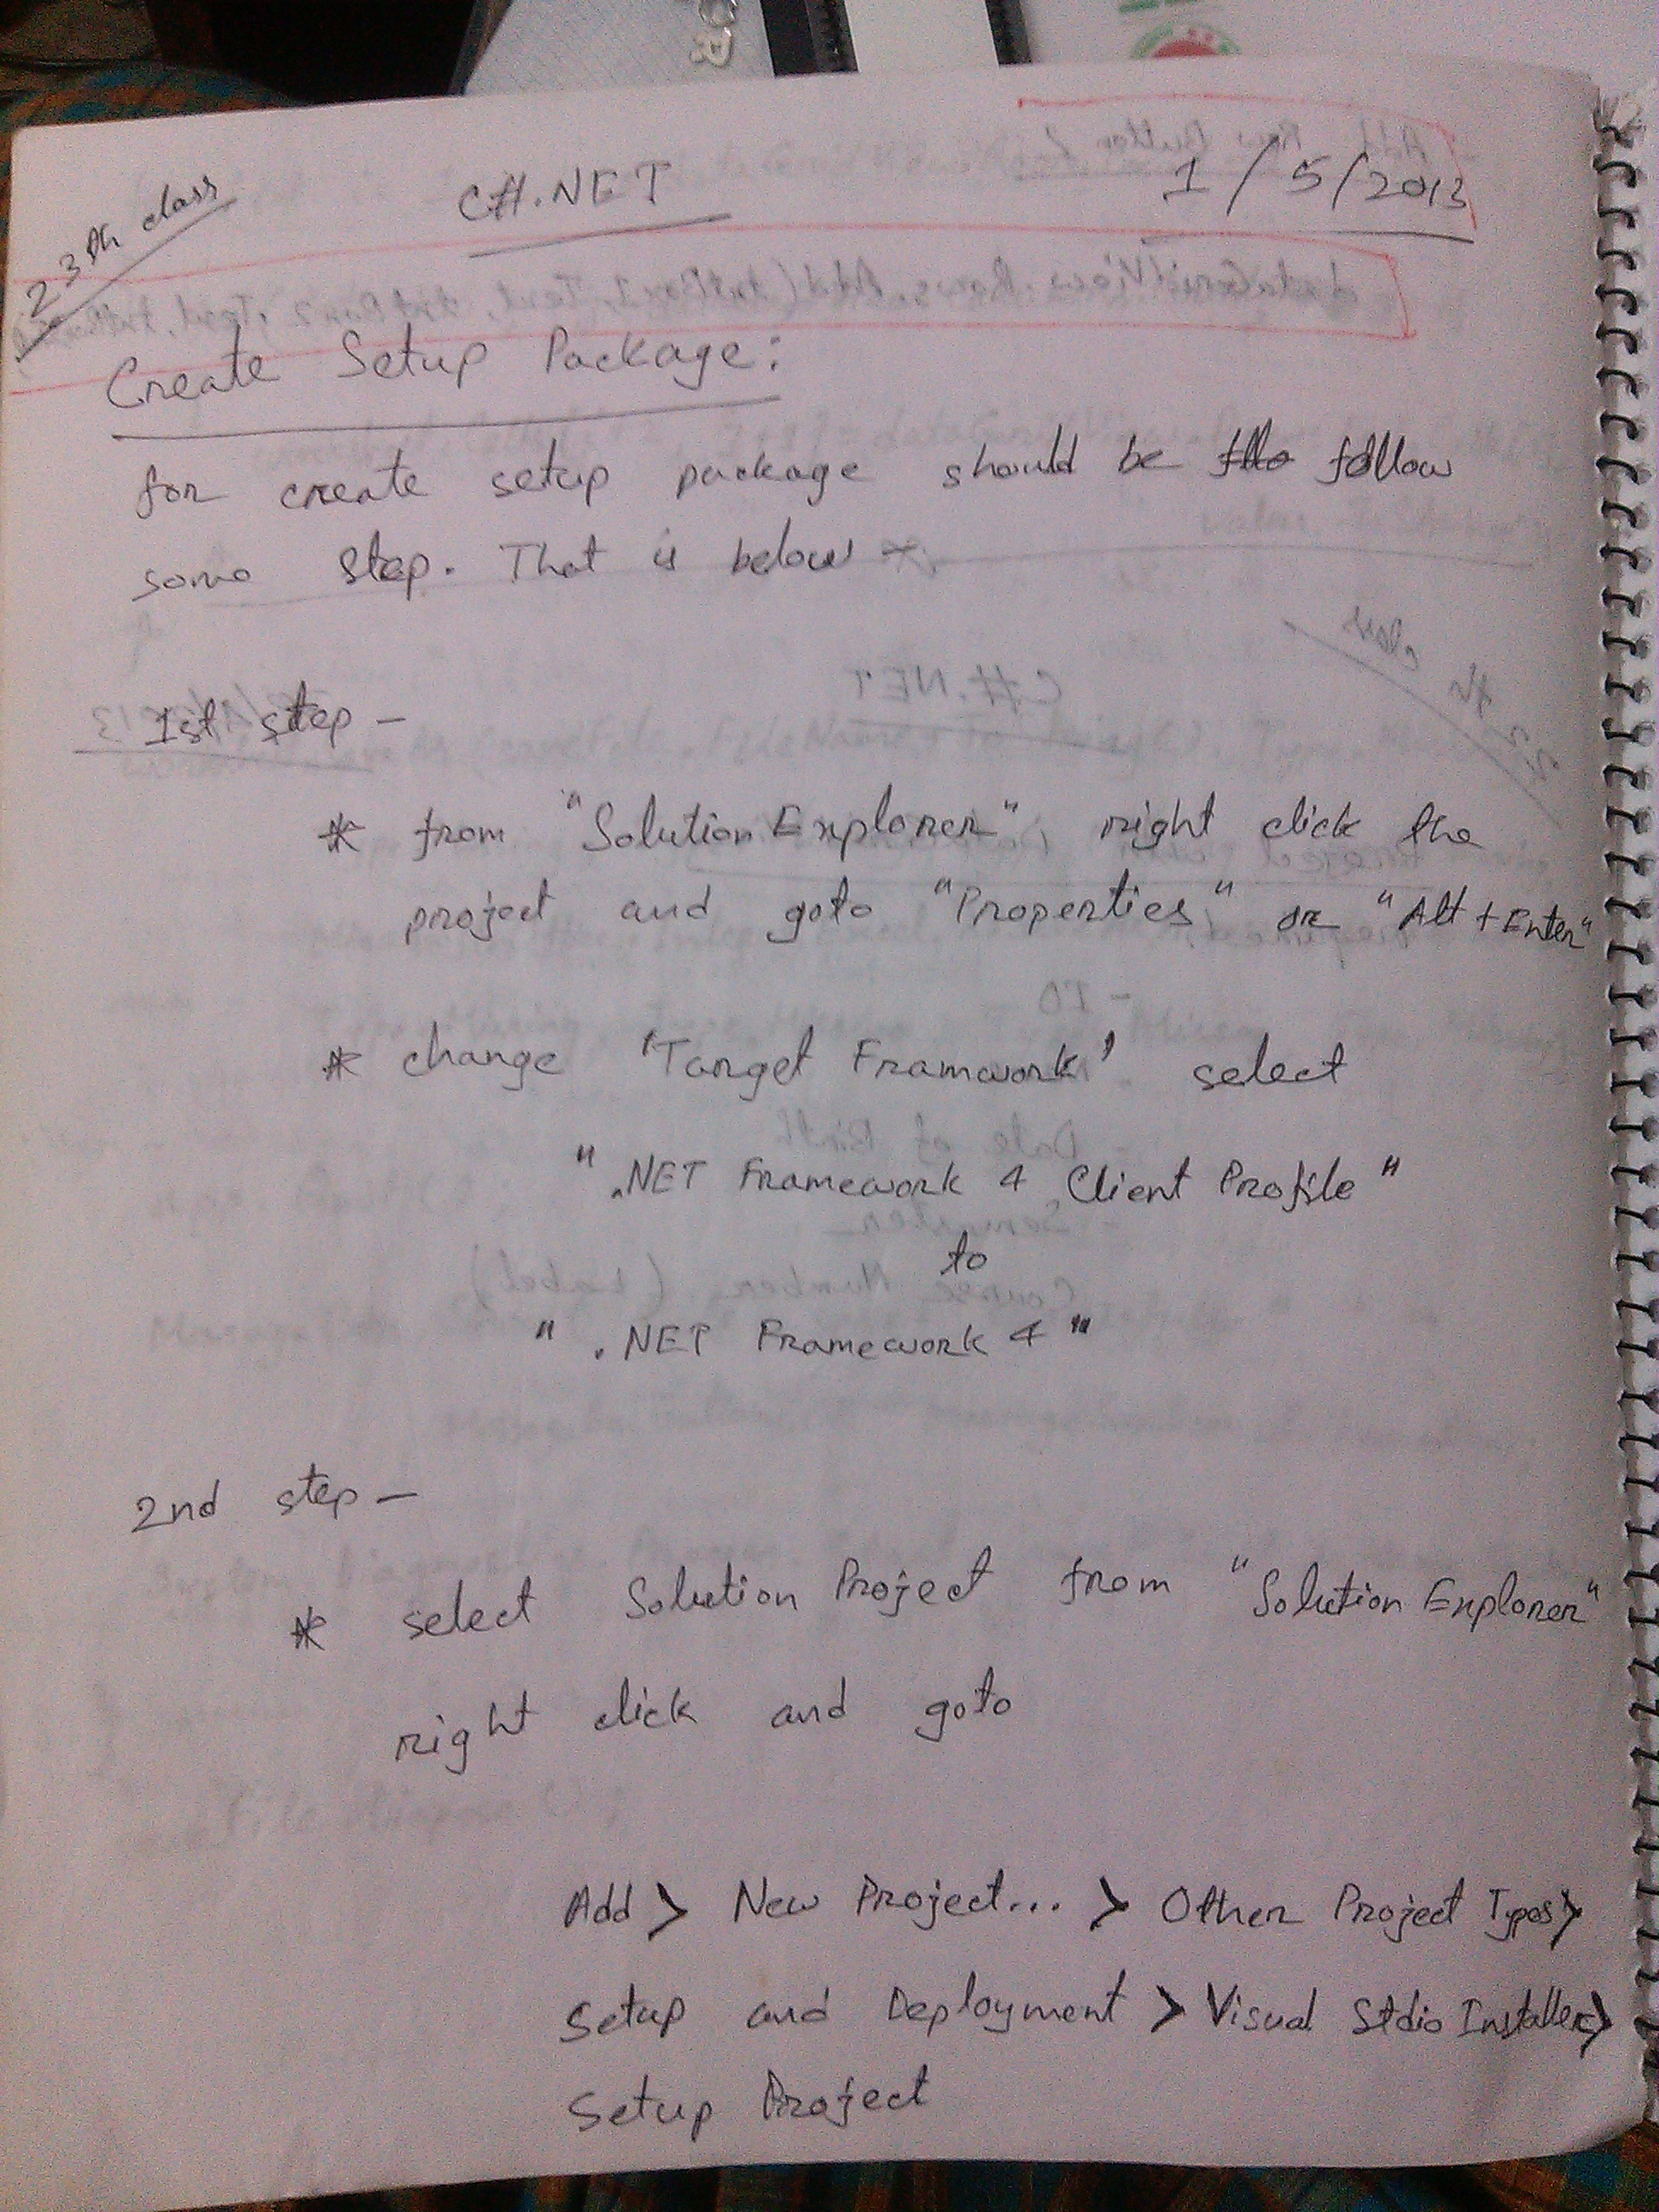 23th class
C#.NET
1/5/2013
Create Setup Package:
for create setup package should be follow
some step. That is below -
1st step -
* from "Solution Explorer" right click the
project and goto "Properties" or "Alt + Enter"
* change 'Target Framework' select
".NET Framework 4 Client Profile"
to
" .NET Framework 4 "
2nd step -
* select Solution Project from "Solution Explorer"
right click and goto
Add > New Project... > Other Project Types >
Setup and Deployment > Visual Stdio Installer >
Setup Project